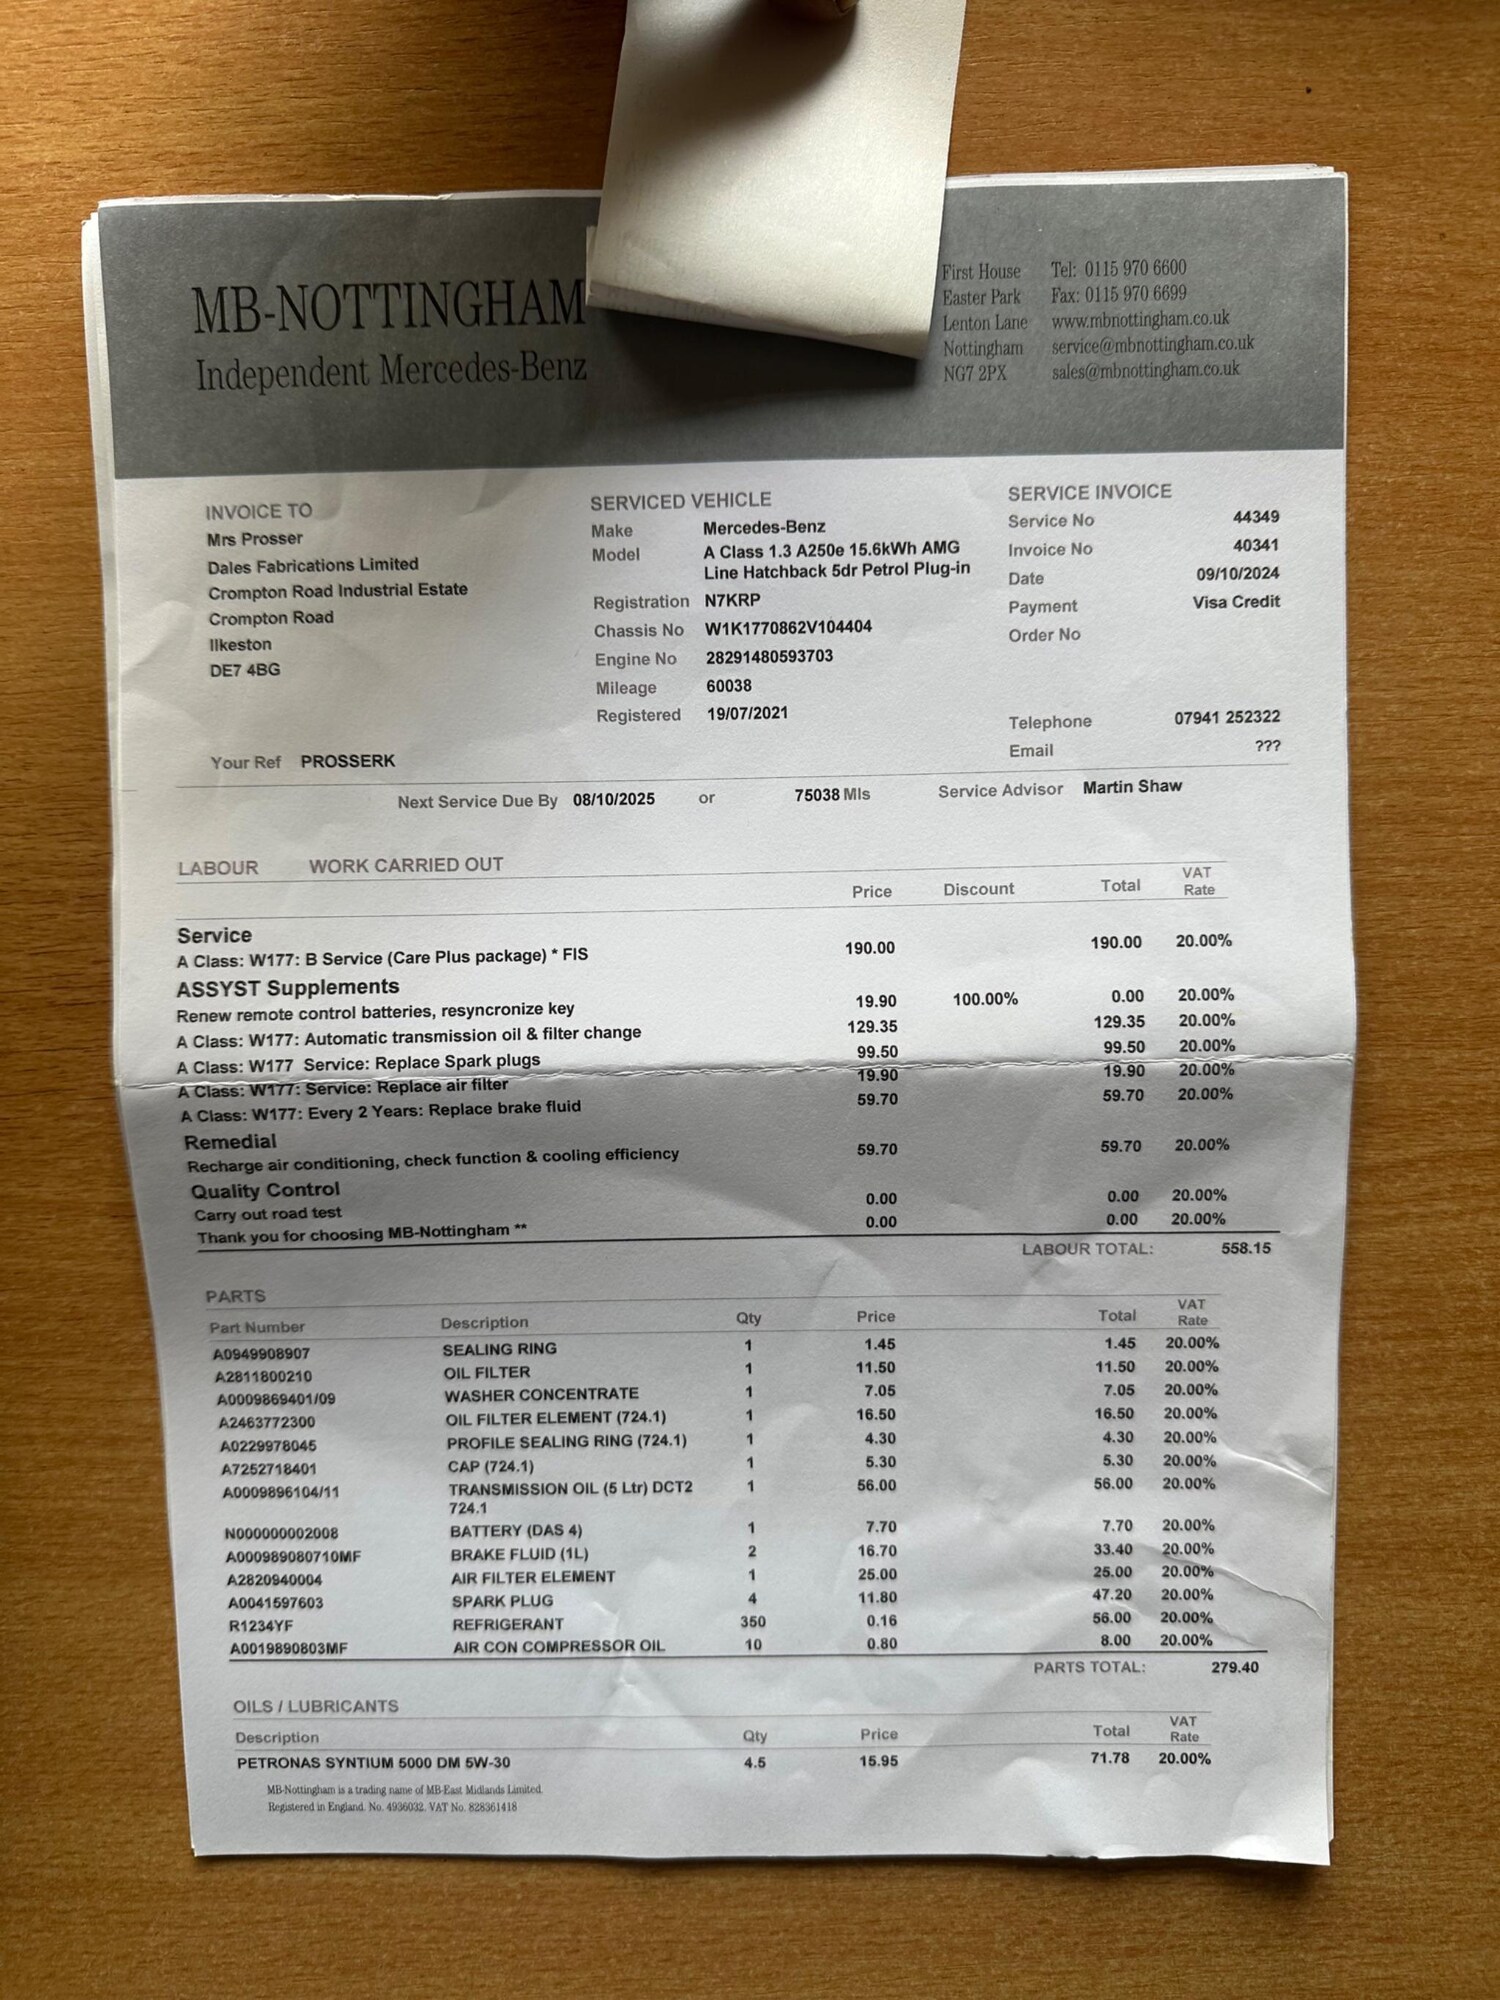 MB-NOTTINGHAM
Independent Mercedes-Benz
First House Tel: 0115 970 6600
Easter Park Fax: 0115 970 6699
Lenton Lane www.mbnottingham.co.uk
Nottingham service@mbnottingham.co.uk
NG7 2PX sales@mbnottingham.co.uk
INVOICE TO
Mrs Prosser
Dales Fabrications Limited
Crompton Road Industrial Estate
Crompton Road
Ilkeston
DE7 4BG
Your Ref PROSSERK
SERVICED VEHICLE
Make Mercedes-Benz
Model A Class 1.3 A250e 15.6kWh AMG
Line Hatchback 5dr Petrol Plug-in
Registration N7KRP
Chassis No W1K1770862V104404
Engine No 28291480593703
Mileage 60038
Registered 19/07/2021
SERVICE INVOICE
Service No 44349
Invoice No 40341
Date 09/10/2024
Payment Visa Credit
Order No
Telephone 07941 252322
Email ???
Next Service Due By 08/10/2025 or 75038 Mls Service Advisor Martin Shaw
LABOUR WORK CARRIED OUT
Price Discount Total VAT Rate
Service
A Class: W177: B Service (Care Plus package) * FIS 190.00 190.00 20.00%
ASSYST Supplements
Renew remote control batteries, resyncronize key 19.90 100.00% 0.00 20.00%
A Class: W177: Automatic transmission oil & filter change 129.35 129.35 20.00%
A Class: W177 Service: Replace Spark plugs 99.50 99.50 20.00%
A Class: W177: Service: Replace air filter 19.90 19.90 20.00%
A Class: W177: Every 2 Years: Replace brake fluid 59.70 59.70 20.00%
Remedial
Recharge air conditioning, check function & cooling efficiency 59.70 59.70 20.00%
Quality Control
Carry out road test 0.00 0.00 20.00%
Thank you for choosing MB-Nottingham ** 0.00 0.00 20.00%
LABOUR TOTAL: 558.15
PARTS
Part Number Description Qty Price Total VAT Rate
A0949908907 SEALING RING 1 1.45 1.45 20.00%
A2811800210 OIL FILTER 1 11.50 11.50 20.00%
A0009869401/09 WASHER CONCENTRATE 1 7.05 7.05 20.00%
A2463772300 OIL FILTER ELEMENT (724.1) 1 16.50 16.50 20.00%
A0229978045 PROFILE SEALING RING (724.1) 1 4.30 4.30 20.00%
A7252718401 CAP (724.1) 1 5.30 5.30 20.00%
A0009896104/11 TRANSMISSION OIL (5 Ltr) DCT2 1 56.00 56.00 20.00%
724.1
N000000002008 BATTERY (DAS 4) 1 7.70 7.70 20.00%
A000989080710MF BRAKE FLUID (1L) 2 16.70 33.40 20.00%
A2820940004 AIR FILTER ELEMENT 1 25.00 25.00 20.00%
A0041597603 SPARK PLUG 4 11.80 47.20 20.00%
R1234YF REFRIGERANT 350 0.16 56.00 20.00%
A0019890803MF AIR CON COMPRESSOR OIL 10 0.80 8.00 20.00%
PARTS TOTAL: 279.40
OILS / LUBRICANTS
Description Qty Price Total VAT Rate
PETRONAS SYNTIUM 5000 DM 5W-30 4.5 15.95 71.78 20.00%
MB-Nottingham is a trading name of MB-East Midlands Limited.
Registered in England. No. 4936032. VAT No. 828361418